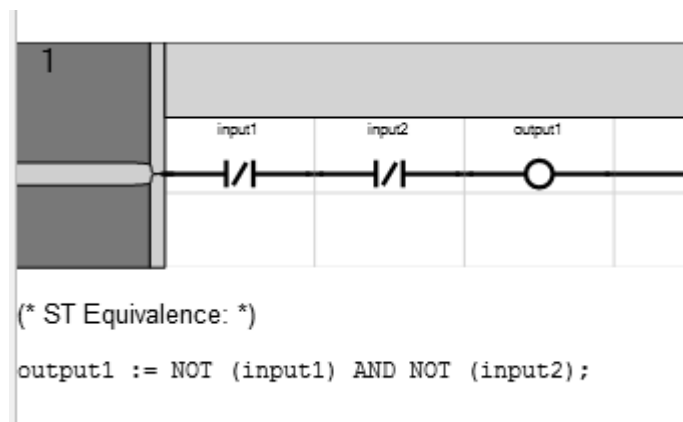 1
input1 input2 output1
(* ST Equivalence: *)
output1 := NOT (input1) AND NOT (input2);